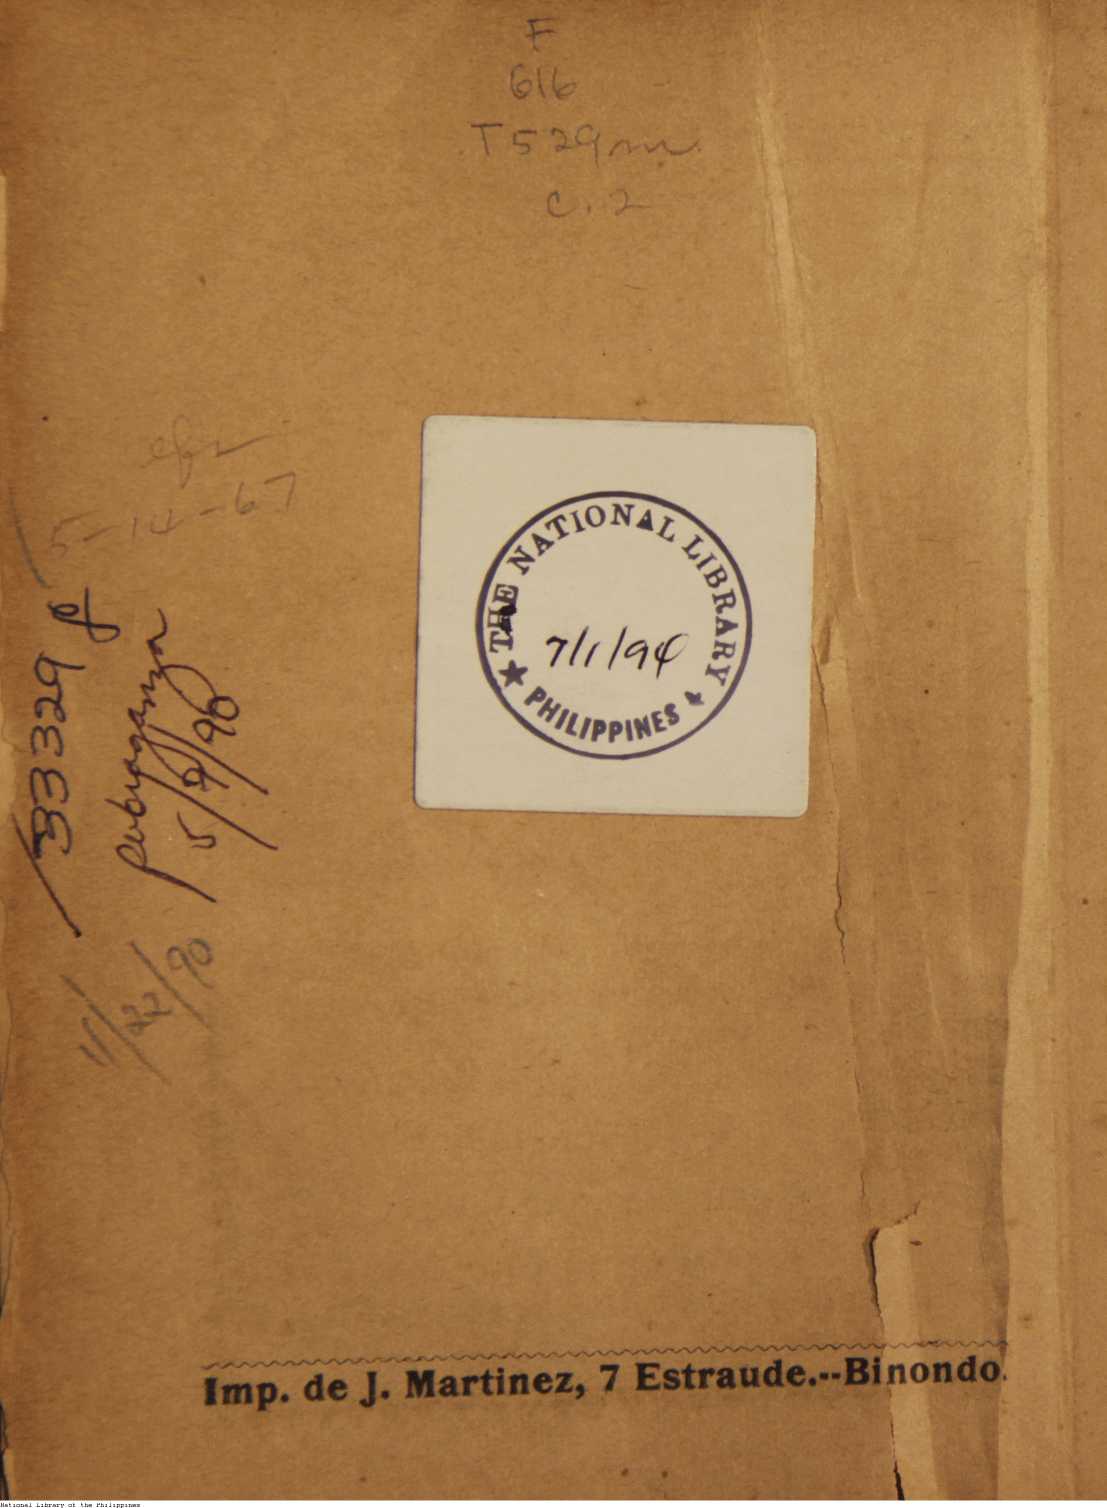 F
616
T529m
c.2
5-14-67
33329
5/4/90
11/22/90
THE NATIONAL LIBRARY
7/1/94
PHILIPPINES
Imp. de J. Martinez, 7 Estraude.--Binondo.
National Library of the Philippines